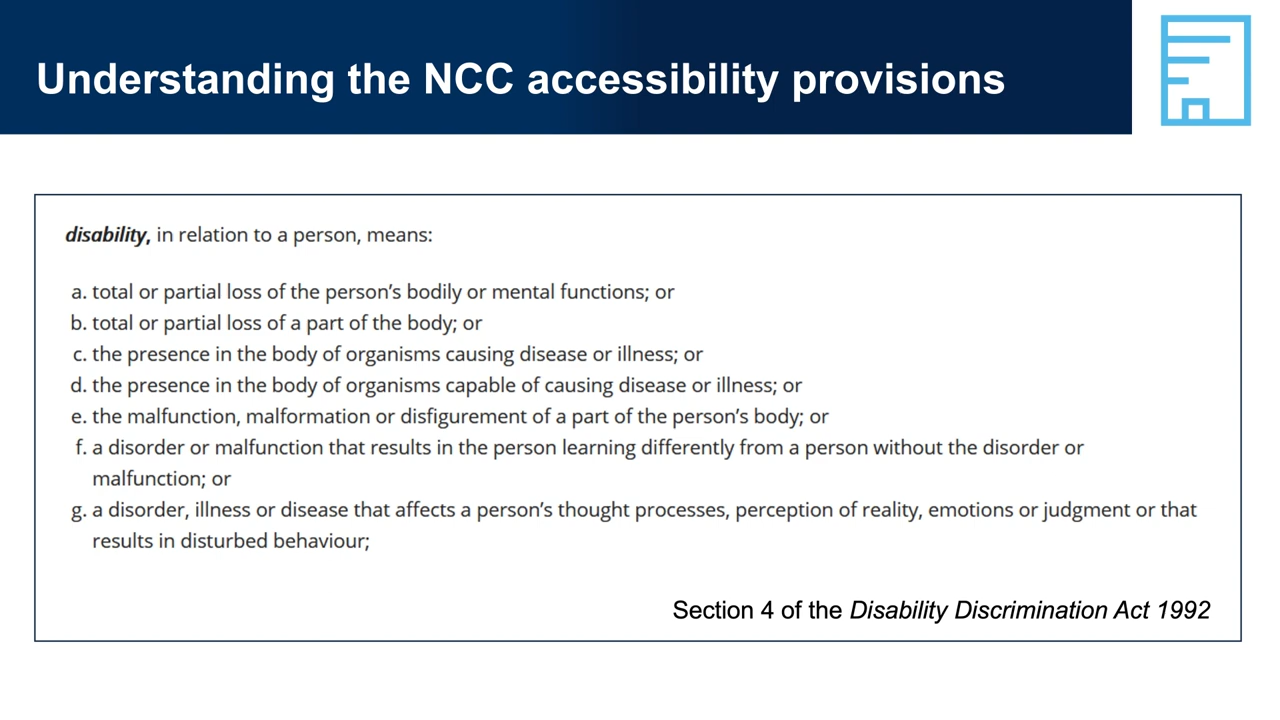 Understanding the NCC accessibility provisions
disability, in relation to a person, means:
a. total or partial loss of the person’s bodily or mental functions; or
b. total or partial loss of a part of the body; or
c. the presence in the body of organisms causing disease or illness; or
d. the presence in the body of organisms capable of causing disease or illness; or
e. the malfunction, malformation or disfigurement of a part of the person’s body; or
f. a disorder or malfunction that results in the person learning differently from a person without the disorder or
malfunction; or
g. a disorder, illness or disease that affects a person’s thought processes, perception of reality, emotions or judgment or that
results in disturbed behaviour;
Section 4 of the Disability Discrimination Act 1992